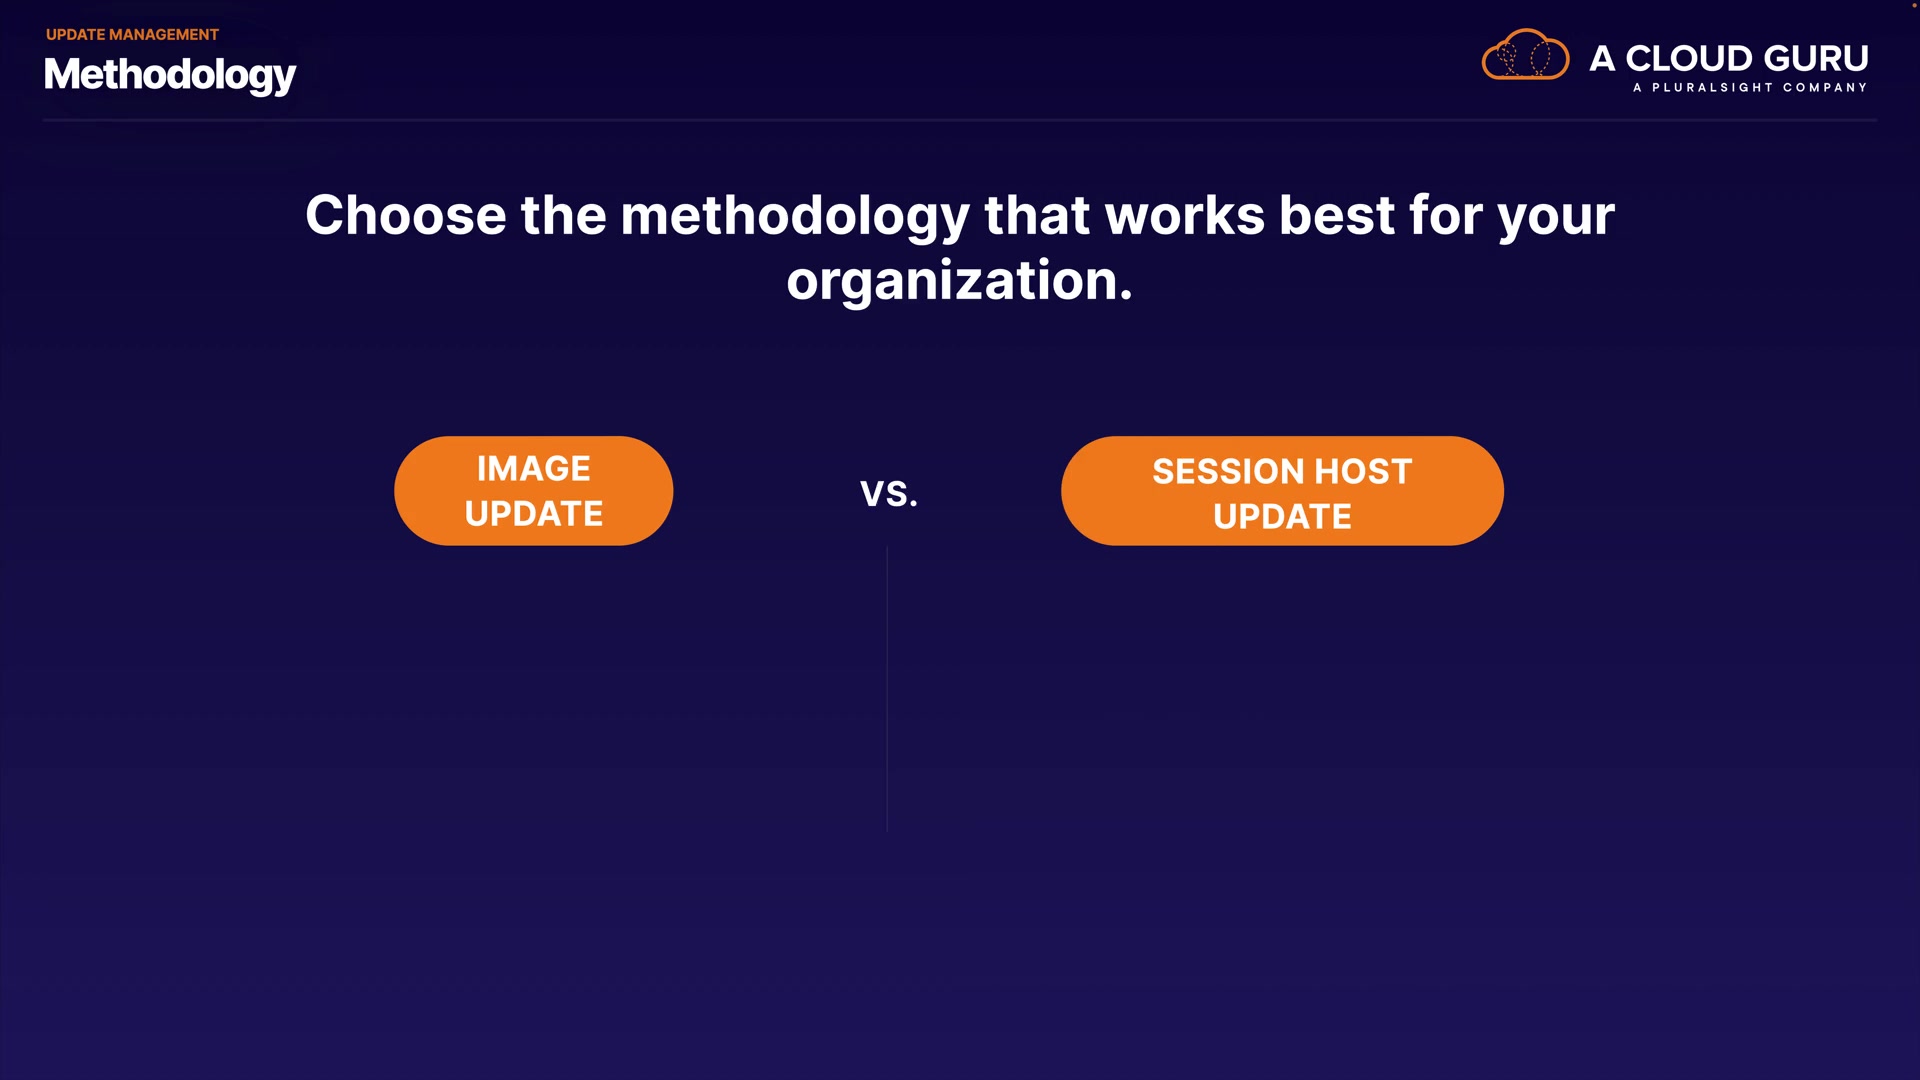 UPDATE MANAGEMENT
Methodology
A CLOUD GURU
A PLURALSIGHT COMPANY
Choose the methodology that works best for your
organization.
IMAGE
UPDATE
VS.
SESSION HOST
UPDATE